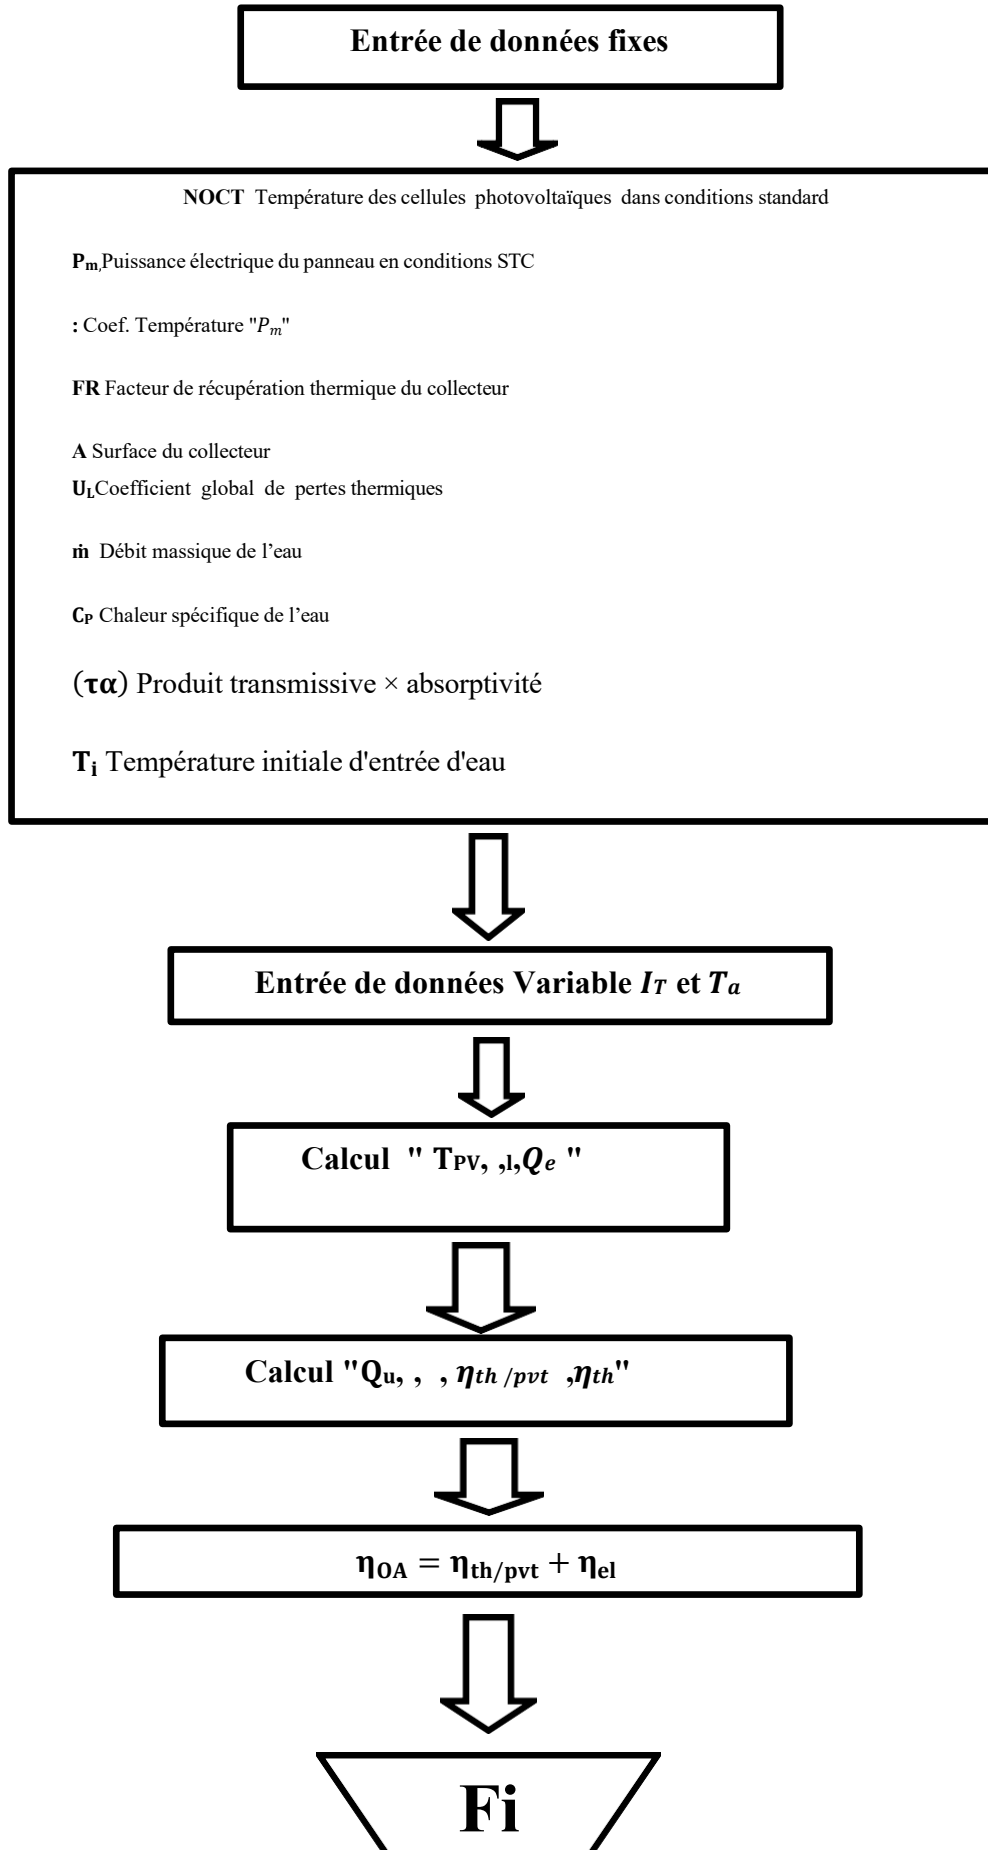 Entrée de données fixes
NOCT Température des cellules photovoltaïques dans conditions standard
Pm,Puissance électrique du panneau en conditions STC
: Coef. Température "Pm"
FR Facteur de récupération thermique du collecteur
A Surface du collecteur
ULCoefficient global de pertes thermiques
ṁ Débit massique de l’eau
CP Chaleur spécifique de l’eau
(τα) Produit transmissive × absorptivité
Ti Température initiale d'entrée d'eau
Entrée de données Variable IT et Ta
Calcul " TPV, ,l,Qe "
Calcul "Qu, , , ηth /pvt ,ηth"
ηOA = ηth/pvt + ηel
Fi